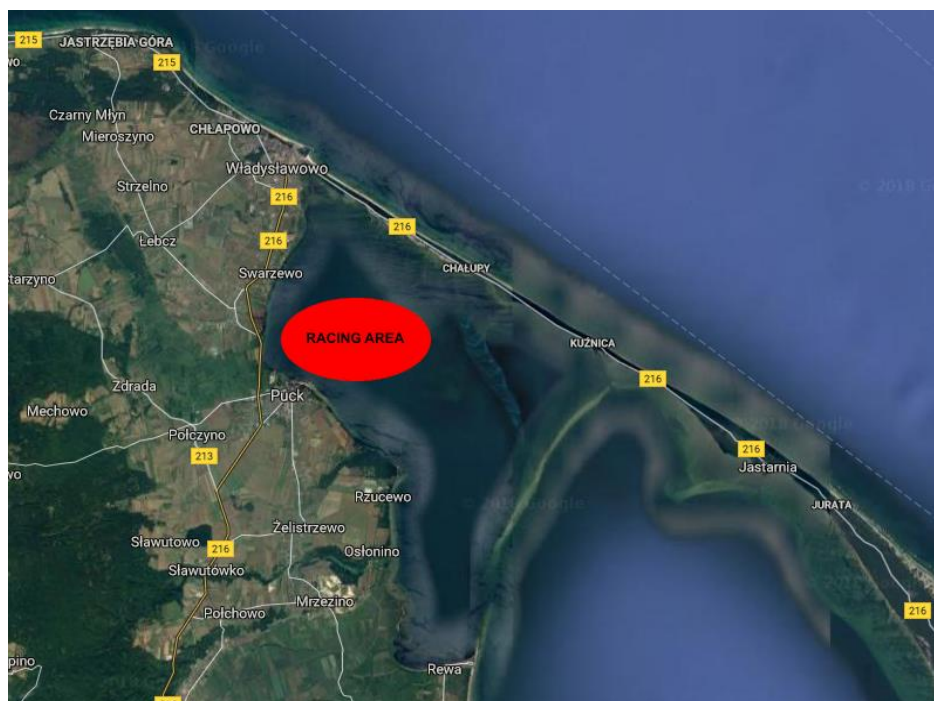 215
JASTRZĘBIA GÓRA
215
Czarny Młyn
Mieroszyno
CHŁAPOWO
Władysławowo
Strzelno
216
216
216
Łebcz
CHAŁUPY
Swarzewo
RACING AREA
KUŹNICA
216
Zdrada
Puck
Mechowo
Połczyno
213
216
Jastarnia
Rzucewo
JURATA
Żelistrzewo
Sławutowo
216
Osłonino
Sławutówko
Mrzezino
Połchowo
216
Rewa